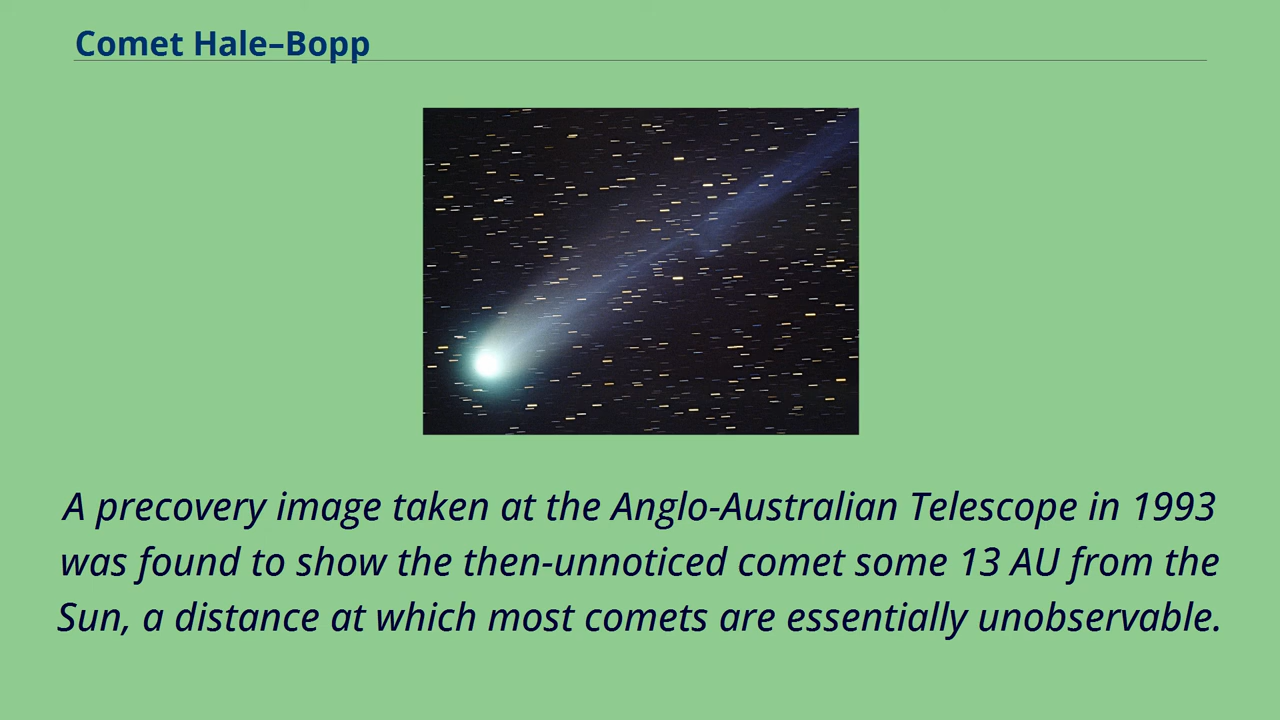 Comet Hale–Bopp
A precovery image taken at the Anglo-Australian Telescope in 1993
was found to show the then-unnoticed comet some 13 AU from the
Sun, a distance at which most comets are essentially unobservable.